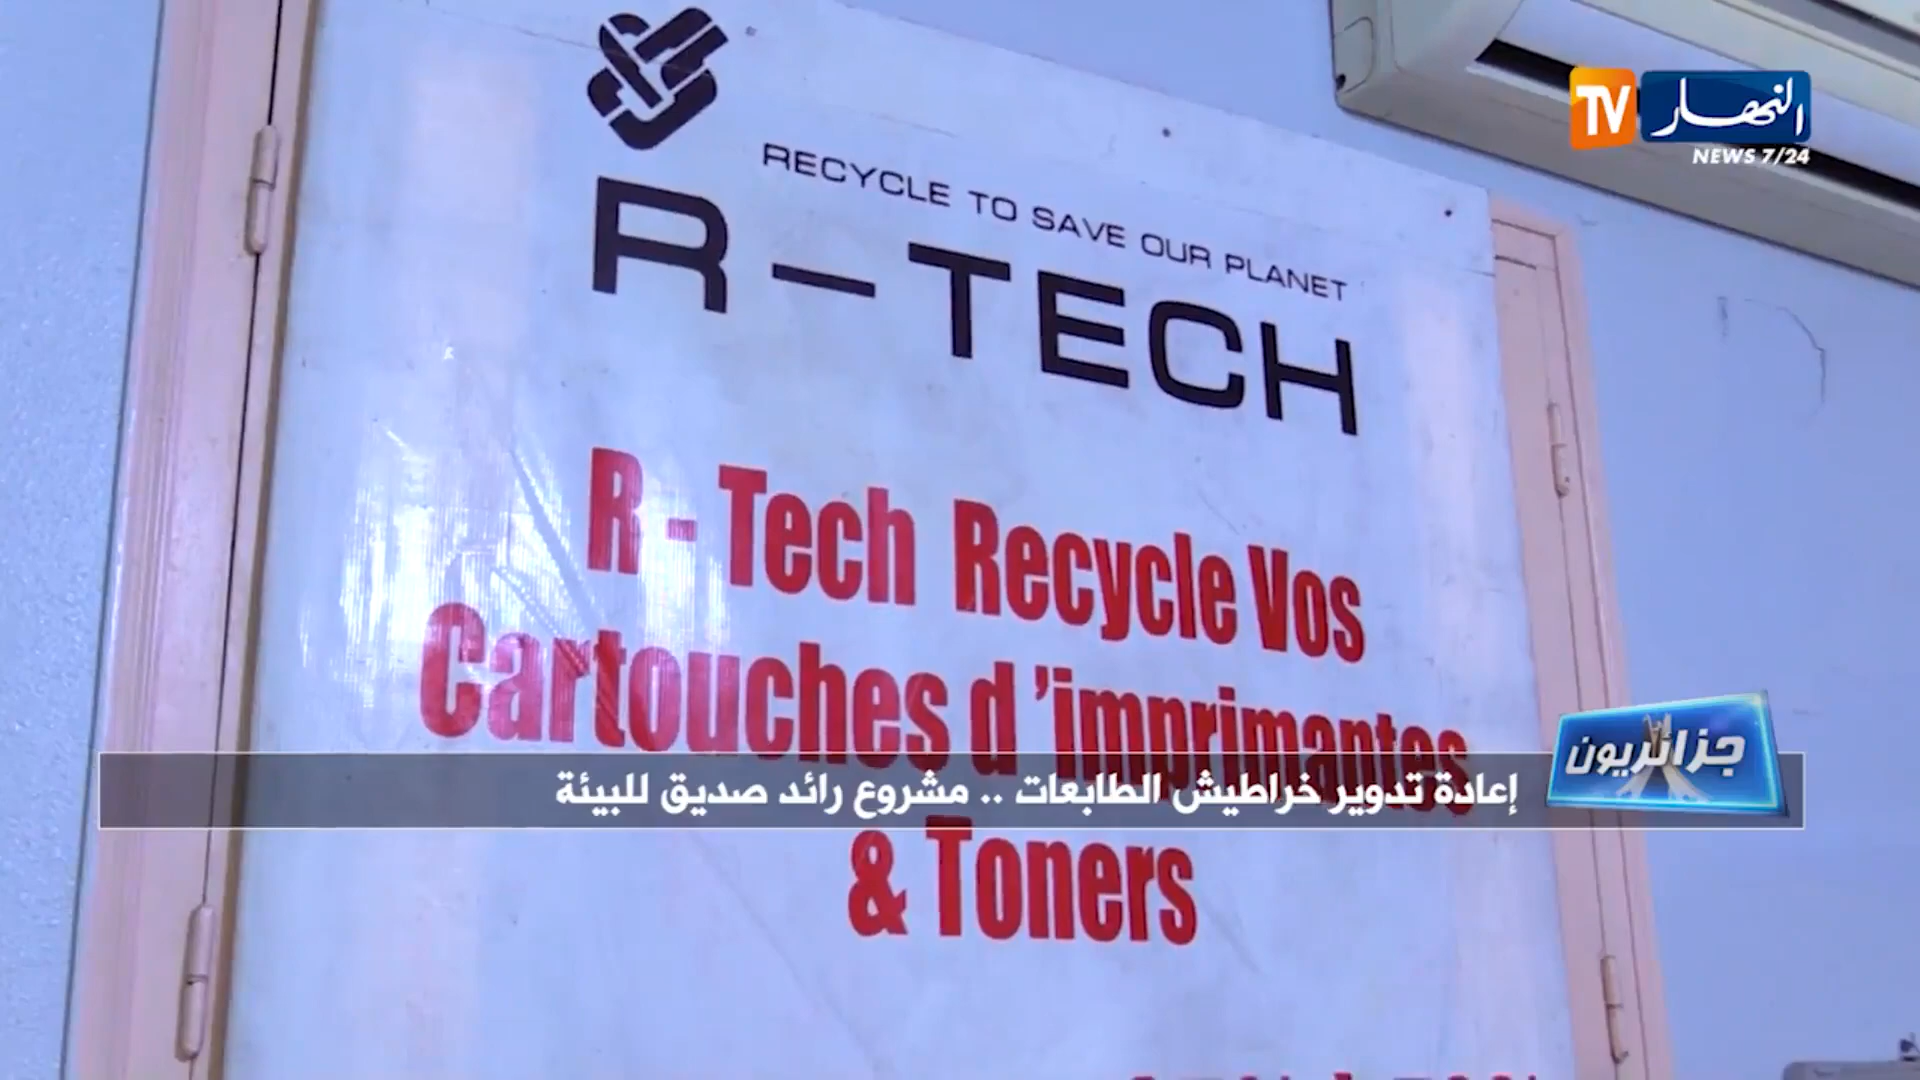 TV النهار
NEWS 7/24
RECYCLE TO SAVE OUR PLANET
R-TECH
R-Tech Recycle Vos
Cartouches d'imprimantes
& Toners
جزائريون
إعادة تدوير خراطيش الطابعات .. مشروع رائد صديق للبيئة